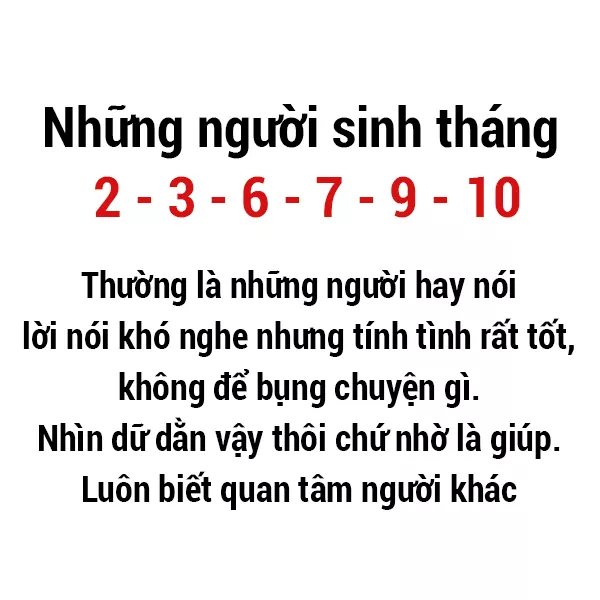 Những người sinh tháng
2 - 3 - 6 - 7 - 9 - 10
Thường là những người hay nói
lời nói khó nghe nhưng tính tình rất tốt,
không để bụng chuyện gì.
Nhìn dữ dằn vậy thôi chứ nhờ là giúp.
Luôn biết quan tâm người khác